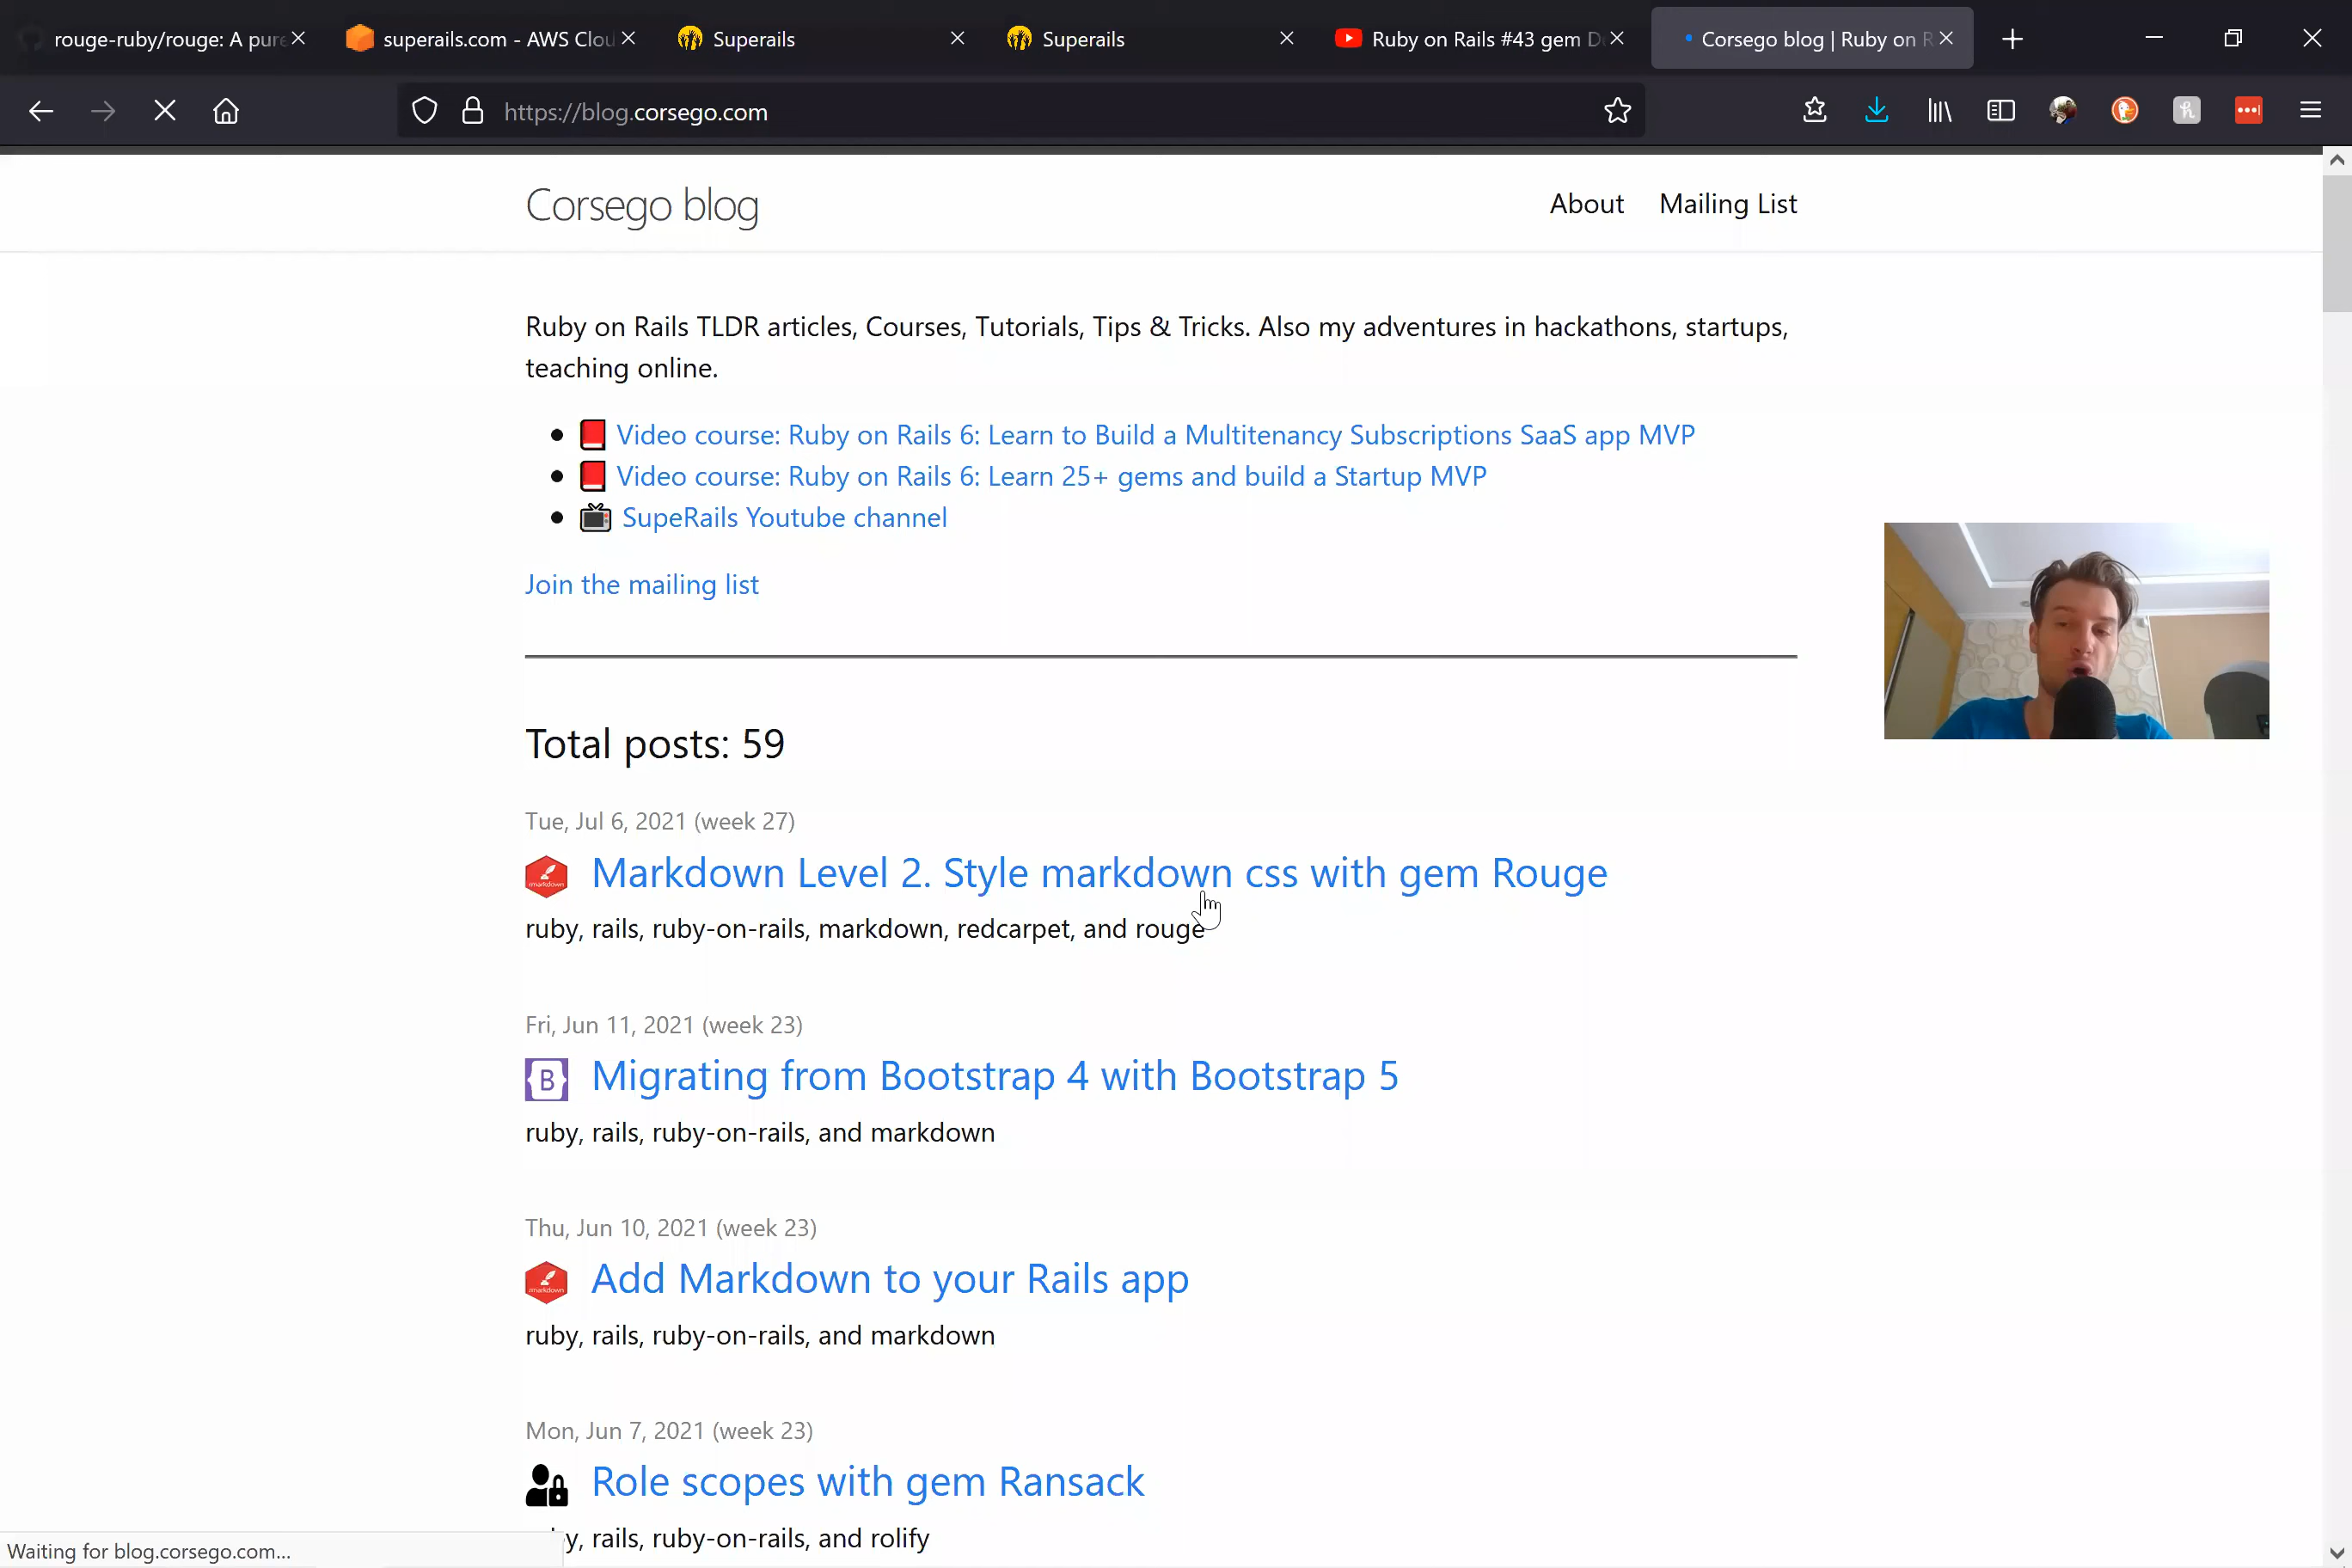 rouge-ruby/rouge: A pure
superails.com - AWS Clou
Superails
Superails
Ruby on Rails #43 gem D
Corsego blog | Ruby on R
https://blog.corsego.com
Corsego blog
About
Mailing List
Ruby on Rails TLDR articles, Courses, Tutorials, Tips & Tricks. Also my adventures in hackathons, startups,
teaching online.
Video course: Ruby on Rails 6: Learn to Build a Multitenancy Subscriptions SaaS app MVP
Video course: Ruby on Rails 6: Learn 25+ gems and build a Startup MVP
SupeRails Youtube channel
Join the mailing list
Total posts: 59
Tue, Jul 6, 2021 (week 27)
Markdown Level 2. Style markdown css with gem Rouge
ruby, rails, ruby-on-rails, markdown, redcarpet, and rouge
Fri, Jun 11, 2021 (week 23)
B
Migrating from Bootstrap 4 with Bootstrap 5
ruby, rails, ruby-on-rails, and markdown
Thu, Jun 10, 2021 (week 23)
Add Markdown to your Rails app
ruby, rails, ruby-on-rails, and markdown
Mon, Jun 7, 2021 (week 23)
Role scopes with gem Ransack
rails, ruby-on-rails, and rolify
Waiting for blog.corsego.com...